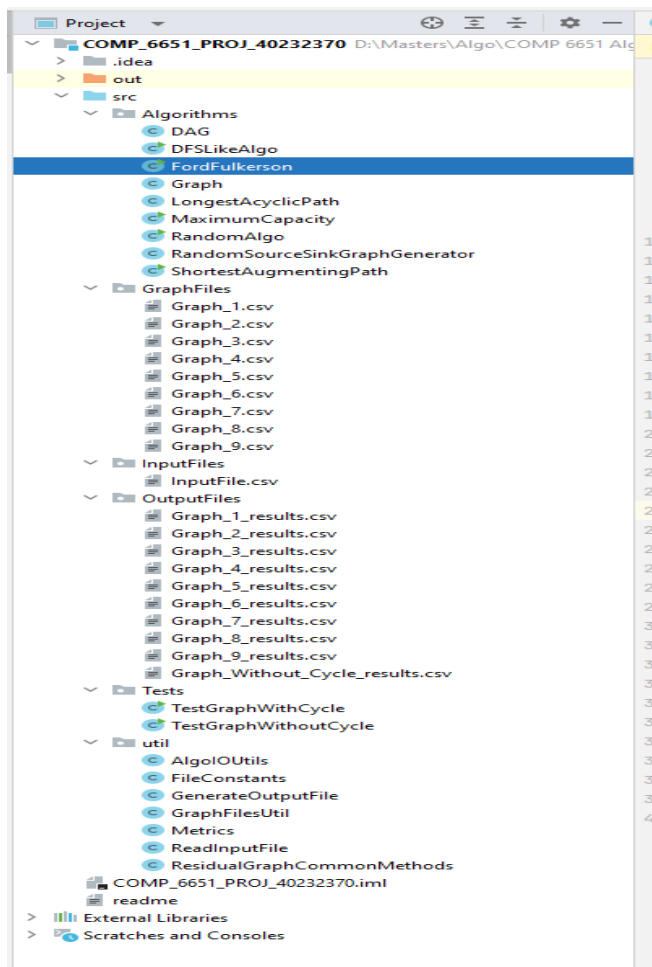 Project
COMP_6651_PROJ_40232370 D:\Masters\Algo\COMP 6651 Alg
.idea
out
src
Algorithms
DAG
DFSLikeAlgo
FordFulkerson
Graph
LongestAcyclicPath
MaximumCapacity
RandomAlgo
RandomSourceSinkGraphGenerator
ShortestAugmentingPath
GraphFiles
Graph_1.csv
Graph_2.csv
Graph_3.csv
Graph_4.csv
Graph_5.csv
Graph_6.csv
Graph_7.csv
Graph_8.csv
Graph_9.csv
InputFiles
InputFile.csv
OutputFiles
Graph_1_results.csv
Graph_2_results.csv
Graph_3_results.csv
Graph_4_results.csv
Graph_5_results.csv
Graph_6_results.csv
Graph_7_results.csv
Graph_8_results.csv
Graph_9_results.csv
Graph_Without_Cycle_results.csv
Tests
TestGraphWithCycle
TestGraphWithoutCycle
util
AlgoIOUtils
FileConstants
GenerateOutputFile
GraphFilesUtil
Metrics
ReadInputFile
ResidualGraphCommonMethods
COMP_6651_PROJ_40232370.iml
readme
External Libraries
Scratches and Consoles